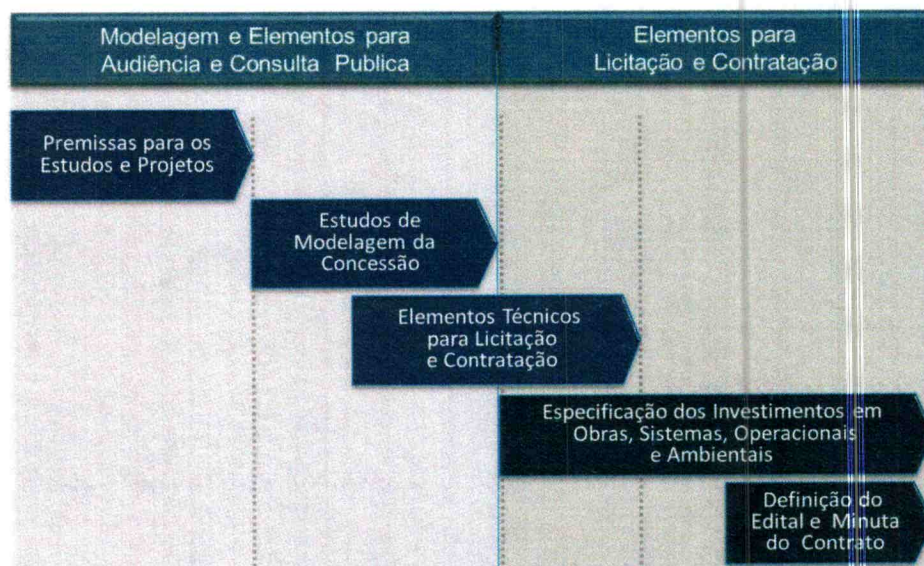 Modelagem e Elementos para
Audiência e Consulta Publica
Elementos para
Licitação e Contratação
Premissas para os
Estudos e Projetos
Estudos de
Modelagem da
Concessão
Elementos Técnicos
para Licitação
e Contratação
Especificação dos Investimentos em
Obras, Sistemas, Operacionais
e Ambientais
Definição do
Edital e Minuta
do Contrato